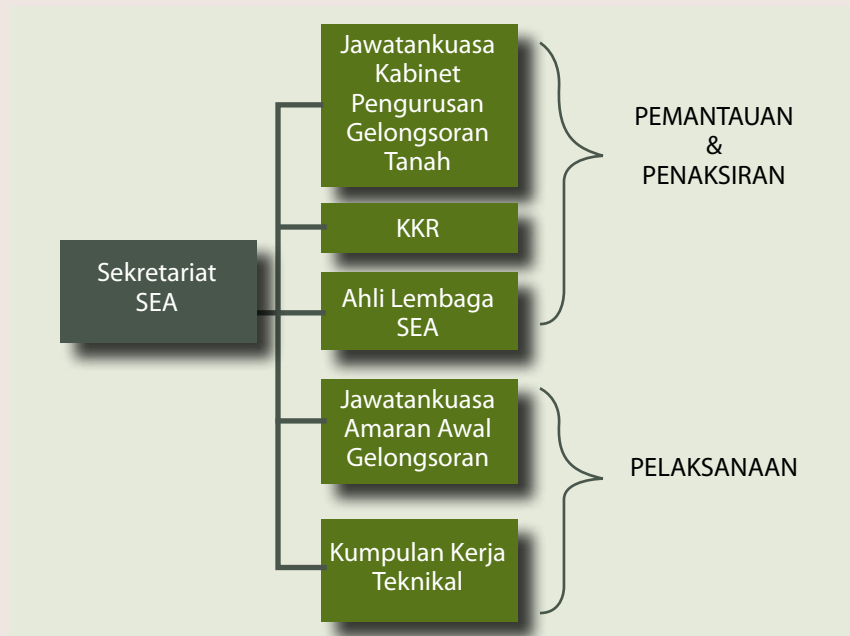 Sekretariat
SEA
Jawatankuasa
Kabinet
Pengurusan
Gelongsoran
Tanah
KKR
Ahli Lembaga
SEA
PEMANTAUAN
&
PENAKSIRAN
Jawatankuasa
Amaran Awal
Gelongsoran
Kumpulan Kerja
Teknikal
PELAKSANAAN